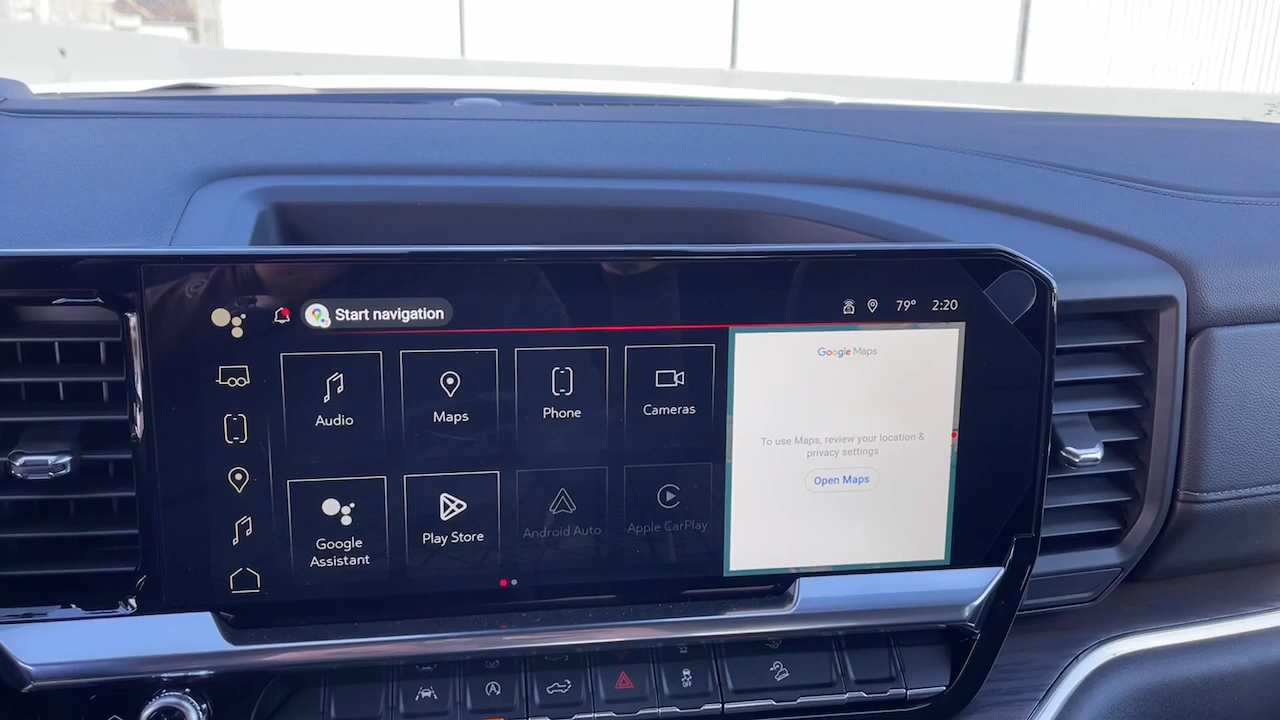 Start navigation
79° 2:20
Audio
Maps
Phone
Cameras
Google Maps
To use Maps, review your location &
privacy settings
Open Maps
Google
Assistant
Play Store
Android Auto
Apple CarPlay
A
OFF